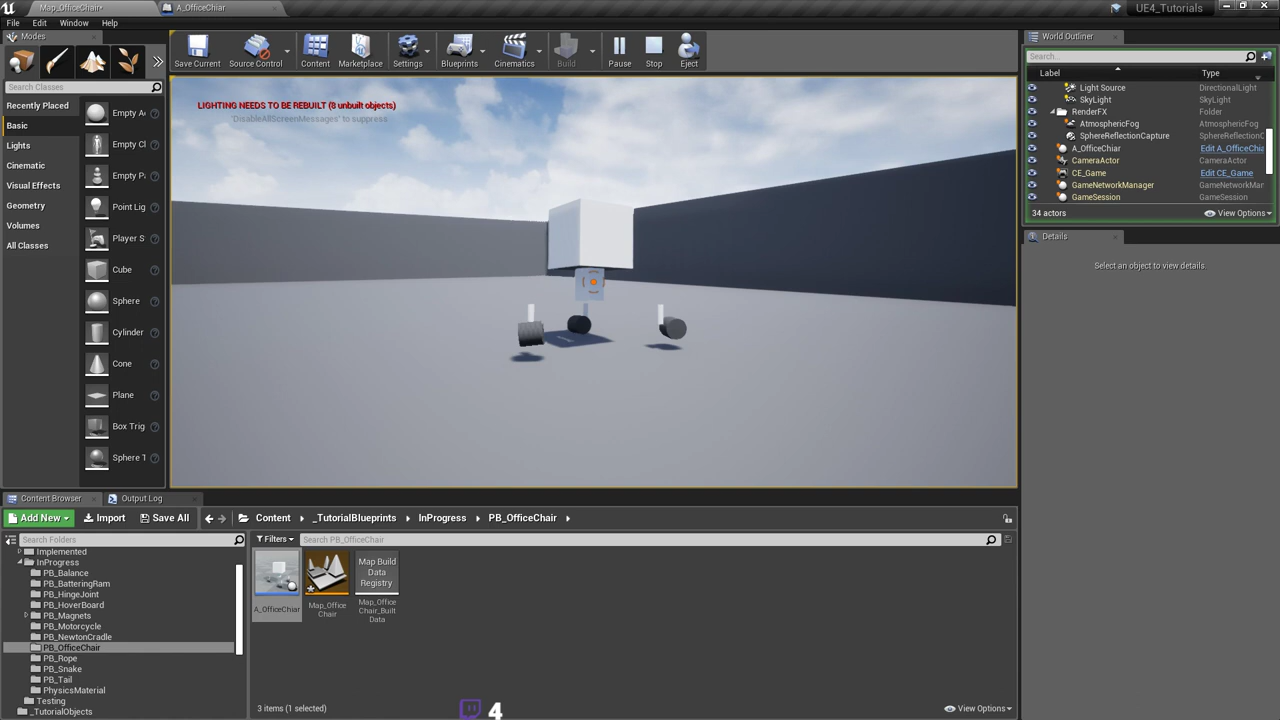 Map_OfficeChair*
A_OfficeChiar
UE4_Tutorials
File Edit Window Help
Modes
Search Classes
Recently Placed
Basic
Lights
Cinematic
Visual Effects
Geometry
Volumes
All Classes
Empty A
Empty C
Empty P
Point Lig
Player S
Cube
Sphere
Cylinder
Cone
Plane
Box Trig
Sphere T
Save Current
Source Control
Content
Marketplace
Settings
Blueprints
Cinematics
Build
Pause
Stop
Eject
LIGHTING NEEDS TO BE REBUILT (8 unbuilt objects)
'DisableAllScreenMessages' to suppress
World Outliner
Search...
Label Type
Light Source DirectionalLight
SkyLight SkyLight
RenderFX Folder
AtmosphericFog AtmosphericFog
SphereReflectionCapture SphereReflectionC
A_OfficeChiar Edit A_OfficeChia
CameraActor CameraActor
CE_Game Edit CE_Game
GameNetworkManager GameNetworkMan
GameSession GameSession
34 actors
View Options
Details
Select an object to view details
Content Browser
Output Log
Add New
Import
Save All
Content
_TutorialBlueprints
InProgress
PB_OfficeChair
Search Folders
Filters
Search PB_OfficeChair
Implemented
InProgress
PB_Balance
PB_BatteringRam
PB_HingeJoint
PB_HoverBoard
PB_Magnets
PB_Motorcycle
PB_NewtonCradle
PB_OfficeChair
PB_Rope
PB_Snake
PB_Tail
PhysicsMaterial
Testing
_TutorialObjects
A_OfficeChiar
Map_Office
Chair
Map Build
Data
Registry
Map_Office
Chair_Built
Data
3 items (1 selected)
View Options
4